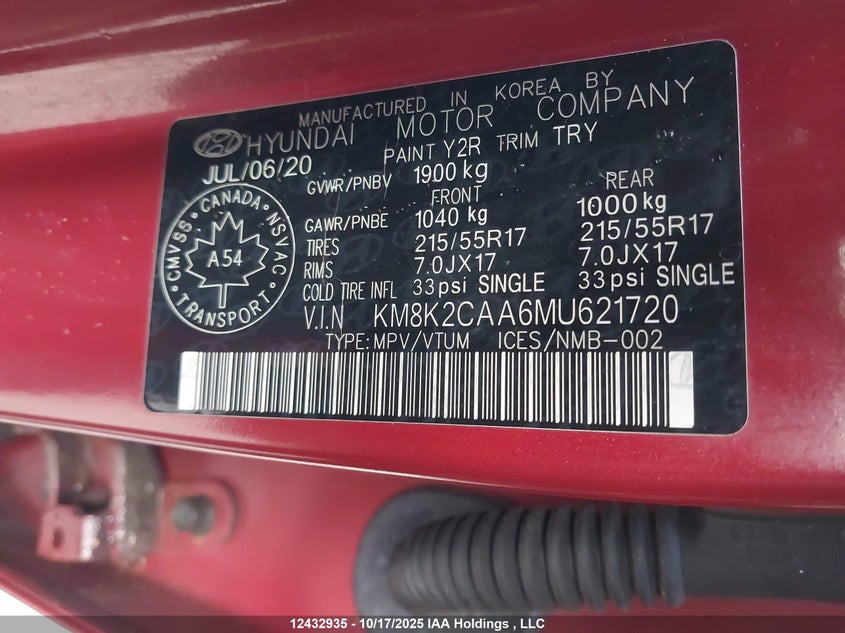 MANUFACTURED IN KOREA BY
HYUNDAI MOTOR COMPANY
JUL/06/20 PAINT Y2R TRIM TRY
GVWR/PNBV 1900 kg
FRONT REAR
GAWR/PNBE 1040 kg 1000 kg
TIRES 215/55R17 215/55R17
RIMS 7.0JX17 7.0JX17
COLD TIRE INFL 33psi SINGLE 33psi SINGLE
V.I.N KM8K2CAA6MU621720
TYPE:MPV/VTUM ICES/NMB-002
CMVSS • CANADA • NSVAC • TRANSPORT •
A54
12432935 - 10/17/2025 IAA Holdings , LLC